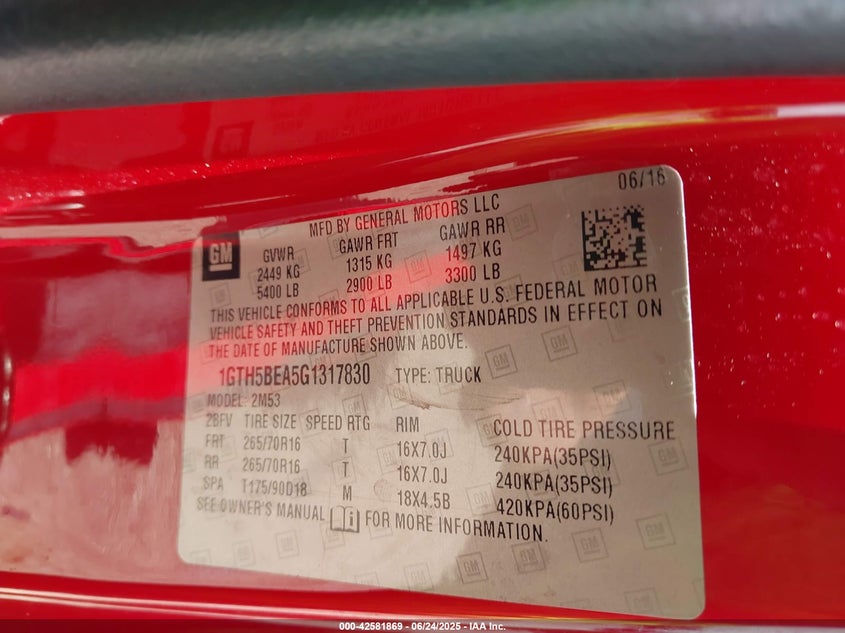 06/16
MFD BY GENERAL MOTORS LLC
GM
GVWR GAWR FRT GAWR RR
2449 KG 1315 KG 1497 KG
5400 LB 2900 LB 3300 LB
THIS VEHICLE CONFORMS TO ALL APPLICABLE U.S. FEDERAL MOTOR
VEHICLE SAFETY AND THEFT PREVENTION STANDARDS IN EFFECT ON
THE DATE OF MANUFACTURE SHOWN ABOVE.
1GTH5BEA5G1317830 TYPE: TRUCK
MODEL: 2M53
2BFV TIRE SIZE SPEED RTG RIM COLD TIRE PRESSURE
FRT 265/70R16 T 16X7.0J 240KPA(35PSI)
RR 265/70R16 T 16X7.0J 240KPA(35PSI)
SPA T175/90D18 M 18X4.5B 420KPA(60PSI)
SEE OWNER'S MANUAL FOR MORE INFORMATION.
000-42581869 - 06/24/2025 - IAA Inc.